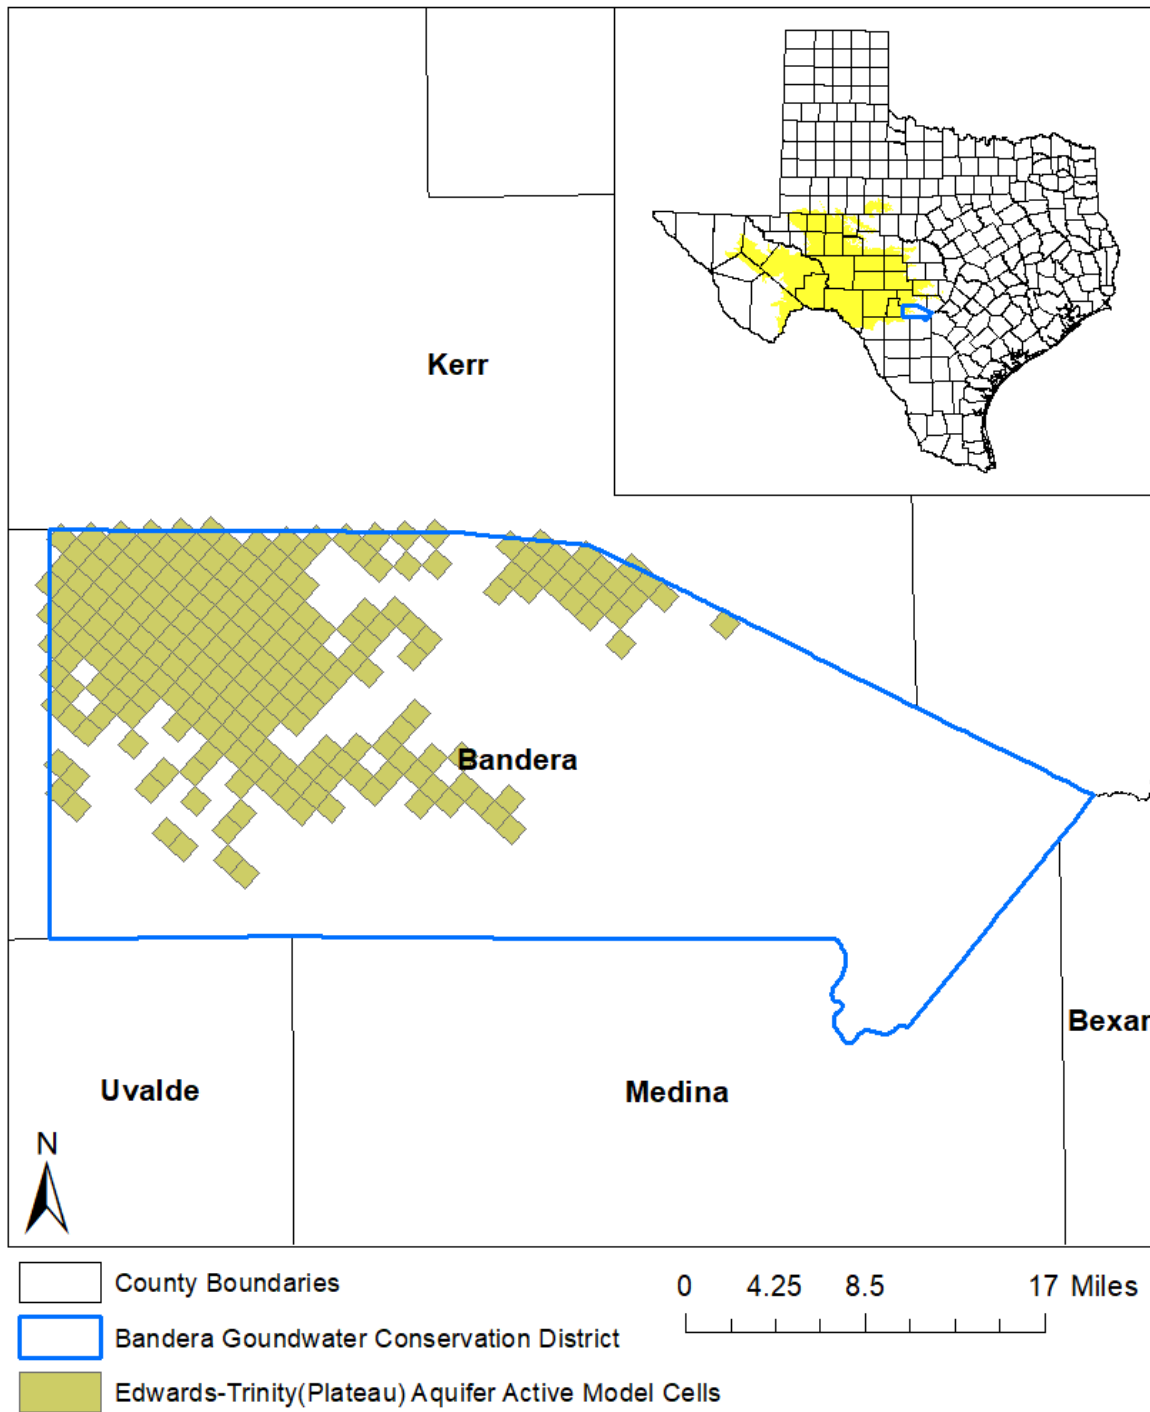 Kerr
Bandera
Bexar
Uvalde
Medina
N
County Boundaries
0 4.25 8.5 17 Miles
Bandera Goundwater Conservation District
Edwards-Trinity(Plateau) Aquifer Active Model Cells